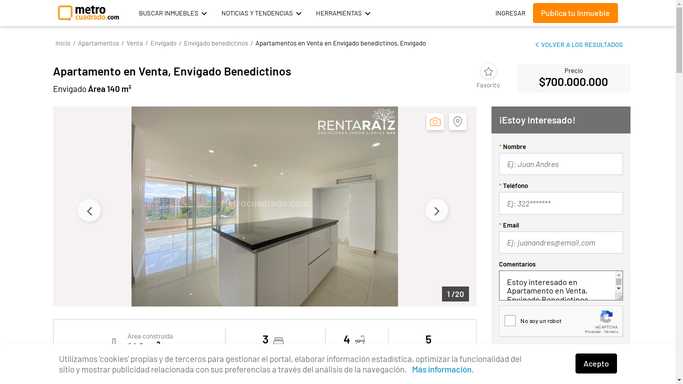 metro
cuadrado.com
BUSCAR INMUEBLES
NOTICIAS Y TENDENCIAS
HERRAMIENTAS
INGRESAR
Publica tu Inmueble
Inicio / Apartamentos / Venta / Envigado / Envigado benedictinos / Apartamentos en Venta en Envigado benedictinos, Envigado
VOLVER A LOS RESULTADOS
Apartamento en Venta, Envigado Benedictinos
Envigado Área 140 m²
Favorito
Precio
$700.000.000
RENTARAÍZ
1 /20
¡Estoy Interesado!
* Nombre
Ej: Juan Andres
* Teléfono
Ej: 322*******
* Email
Ej: juanandres@email.com
Comentarios
Estoy interesado en
Apartamento en Venta,
Envigado Benedictinos
No soy un robot
reCAPTCHA
Privacidad - Términos
Área construida
3
4
5
Utilizamos 'cookies' propias y de terceros para gestionar el portal, elaborar información estadística, optimizar la funcionalidad del
sitio y mostrar publicidad relacionada con sus preferencias a través del análisis de la navegación. Más información.
Acepto